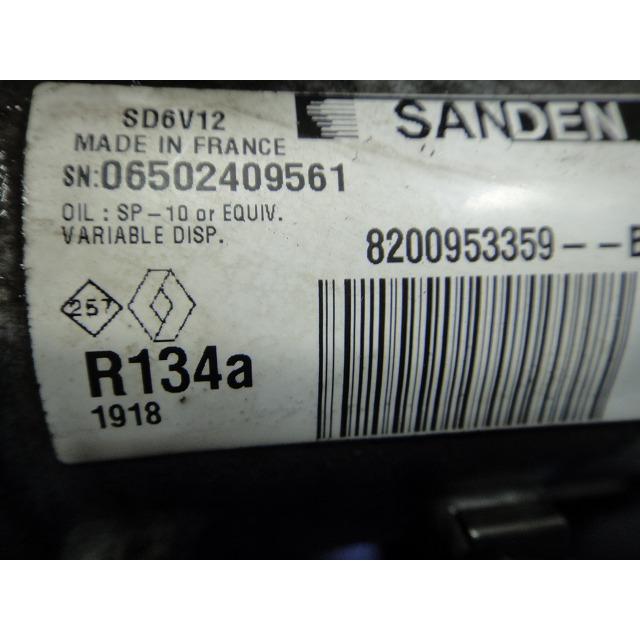 SD6V12
SANDEN
MADE IN FRANCE
SN:06502409561
OIL : SP-10 or EQUIV.
VARIABLE DISP.
8200953359--E
257
R134a
1918